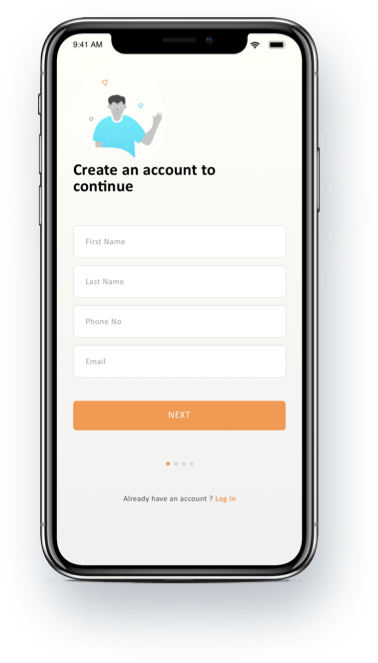 9:41 AM
Create an account to
continue
First Name
Last Name
Phone No
Email
NEXT
Already have an account ? Log In